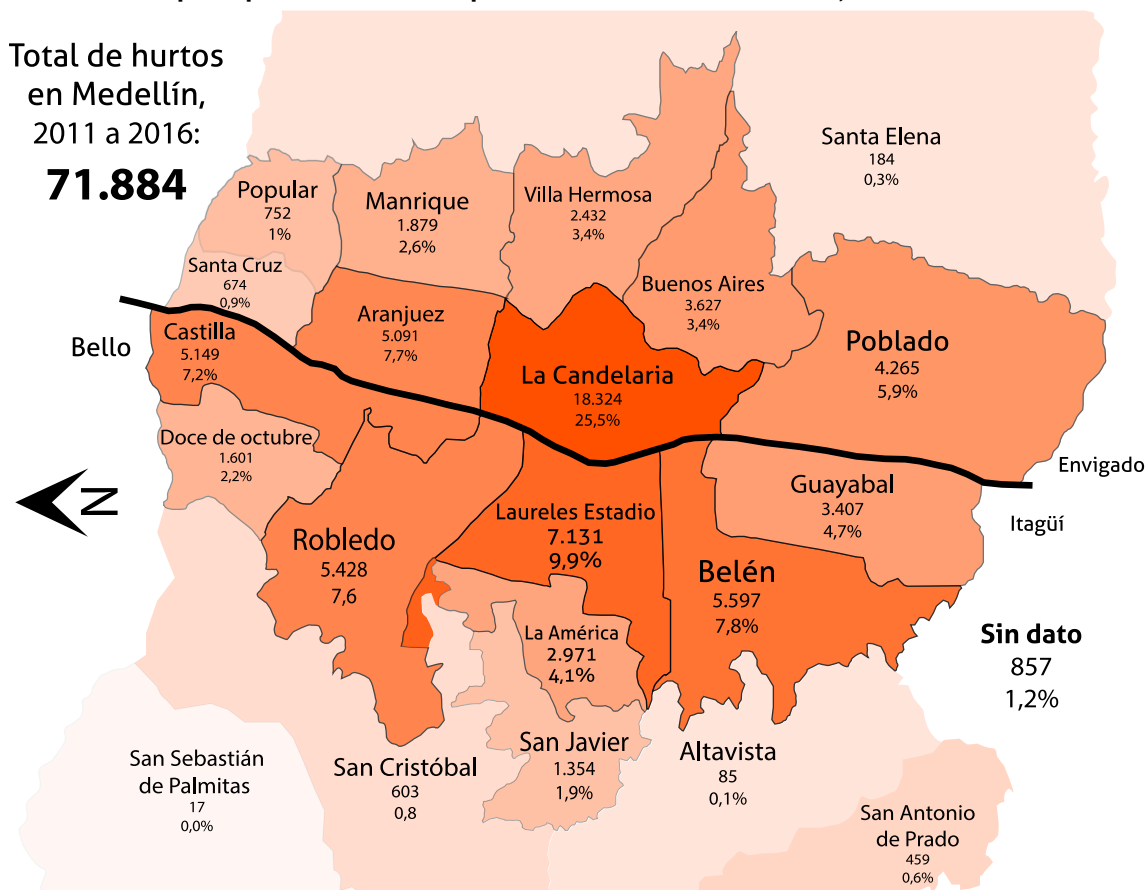 Total de hurtos
en Medellín,
2011 a 2016:
71.884
Santa Elena
184
0,3%
Popular
752
1%
Manrique
1.879
2,6%
Villa Hermosa
2.432
3,4%
Santa Cruz
674
0,9%
Buenos Aires
3.627
3,4%
Aranjuez
5.091
7,7%
Bello
Castilla
5.149
7,2%
Poblado
4.265
5,9%
La Candelaria
18.324
25,5%
Doce de octubre
1.601
2,2%
Envigado
N
Guayabal
3.407
4,7%
Itagüí
Laureles Estadio
7.131
9,9%
Robledo
5.428
7,6
Belén
5.597
7,8%
La América
2.971
4,1%
Sin dato
857
1,2%
San Sebastián
de Palmitas
17
0,0%
San Cristóbal
603
0,8
San Javier
1.354
1,9%
Altavista
85
0,1%
San Antonio
de Prado
459
0,6%